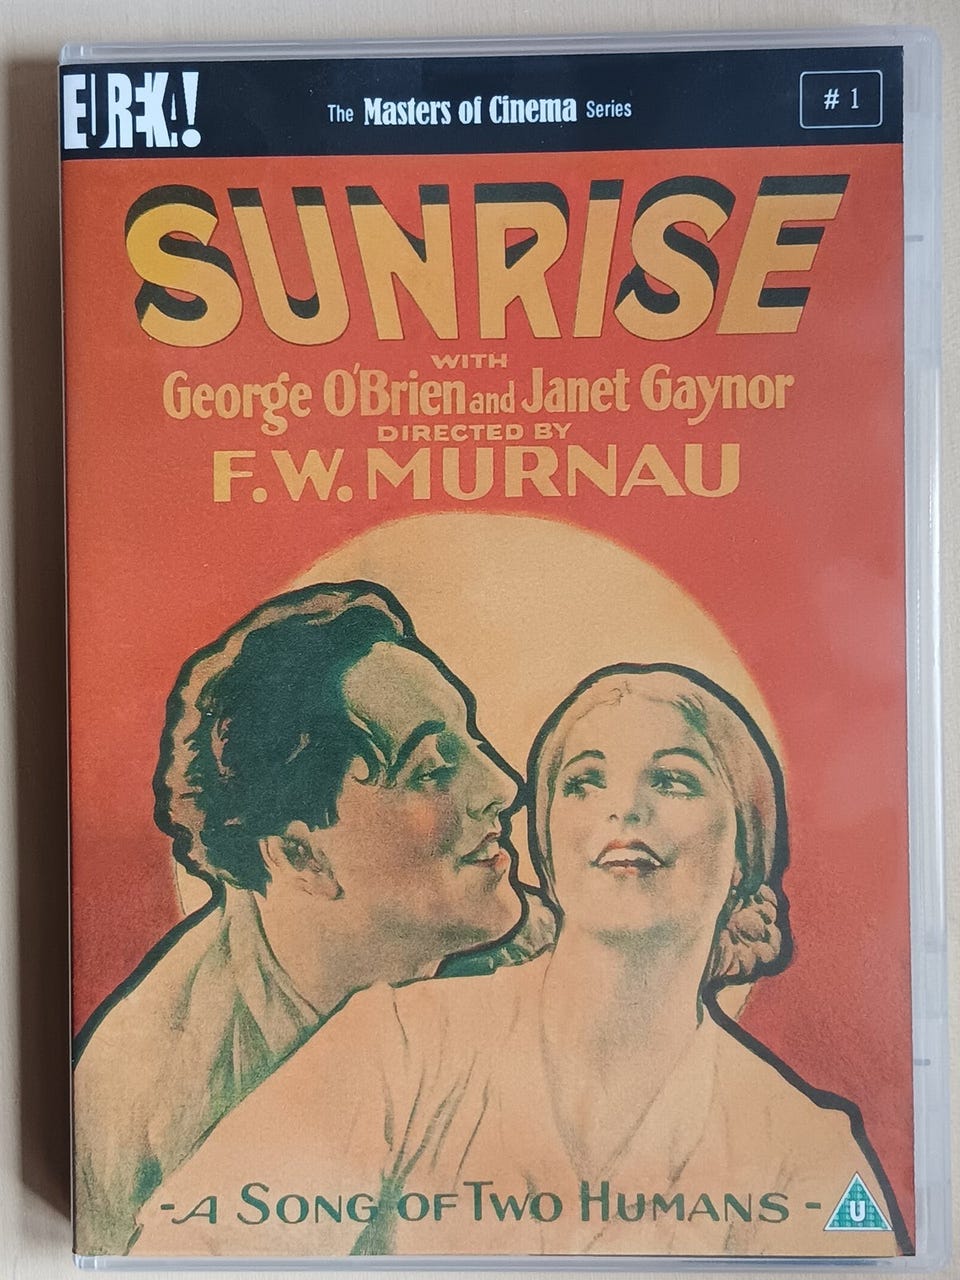 EUREKA!
The Masters of Cinema Series
# 1
SUNRISE
WITH
George O'Brien and Janet Gaynor
DIRECTED BY
F.W. MURNAU
- A SONG OF TWO HUMANS -
U